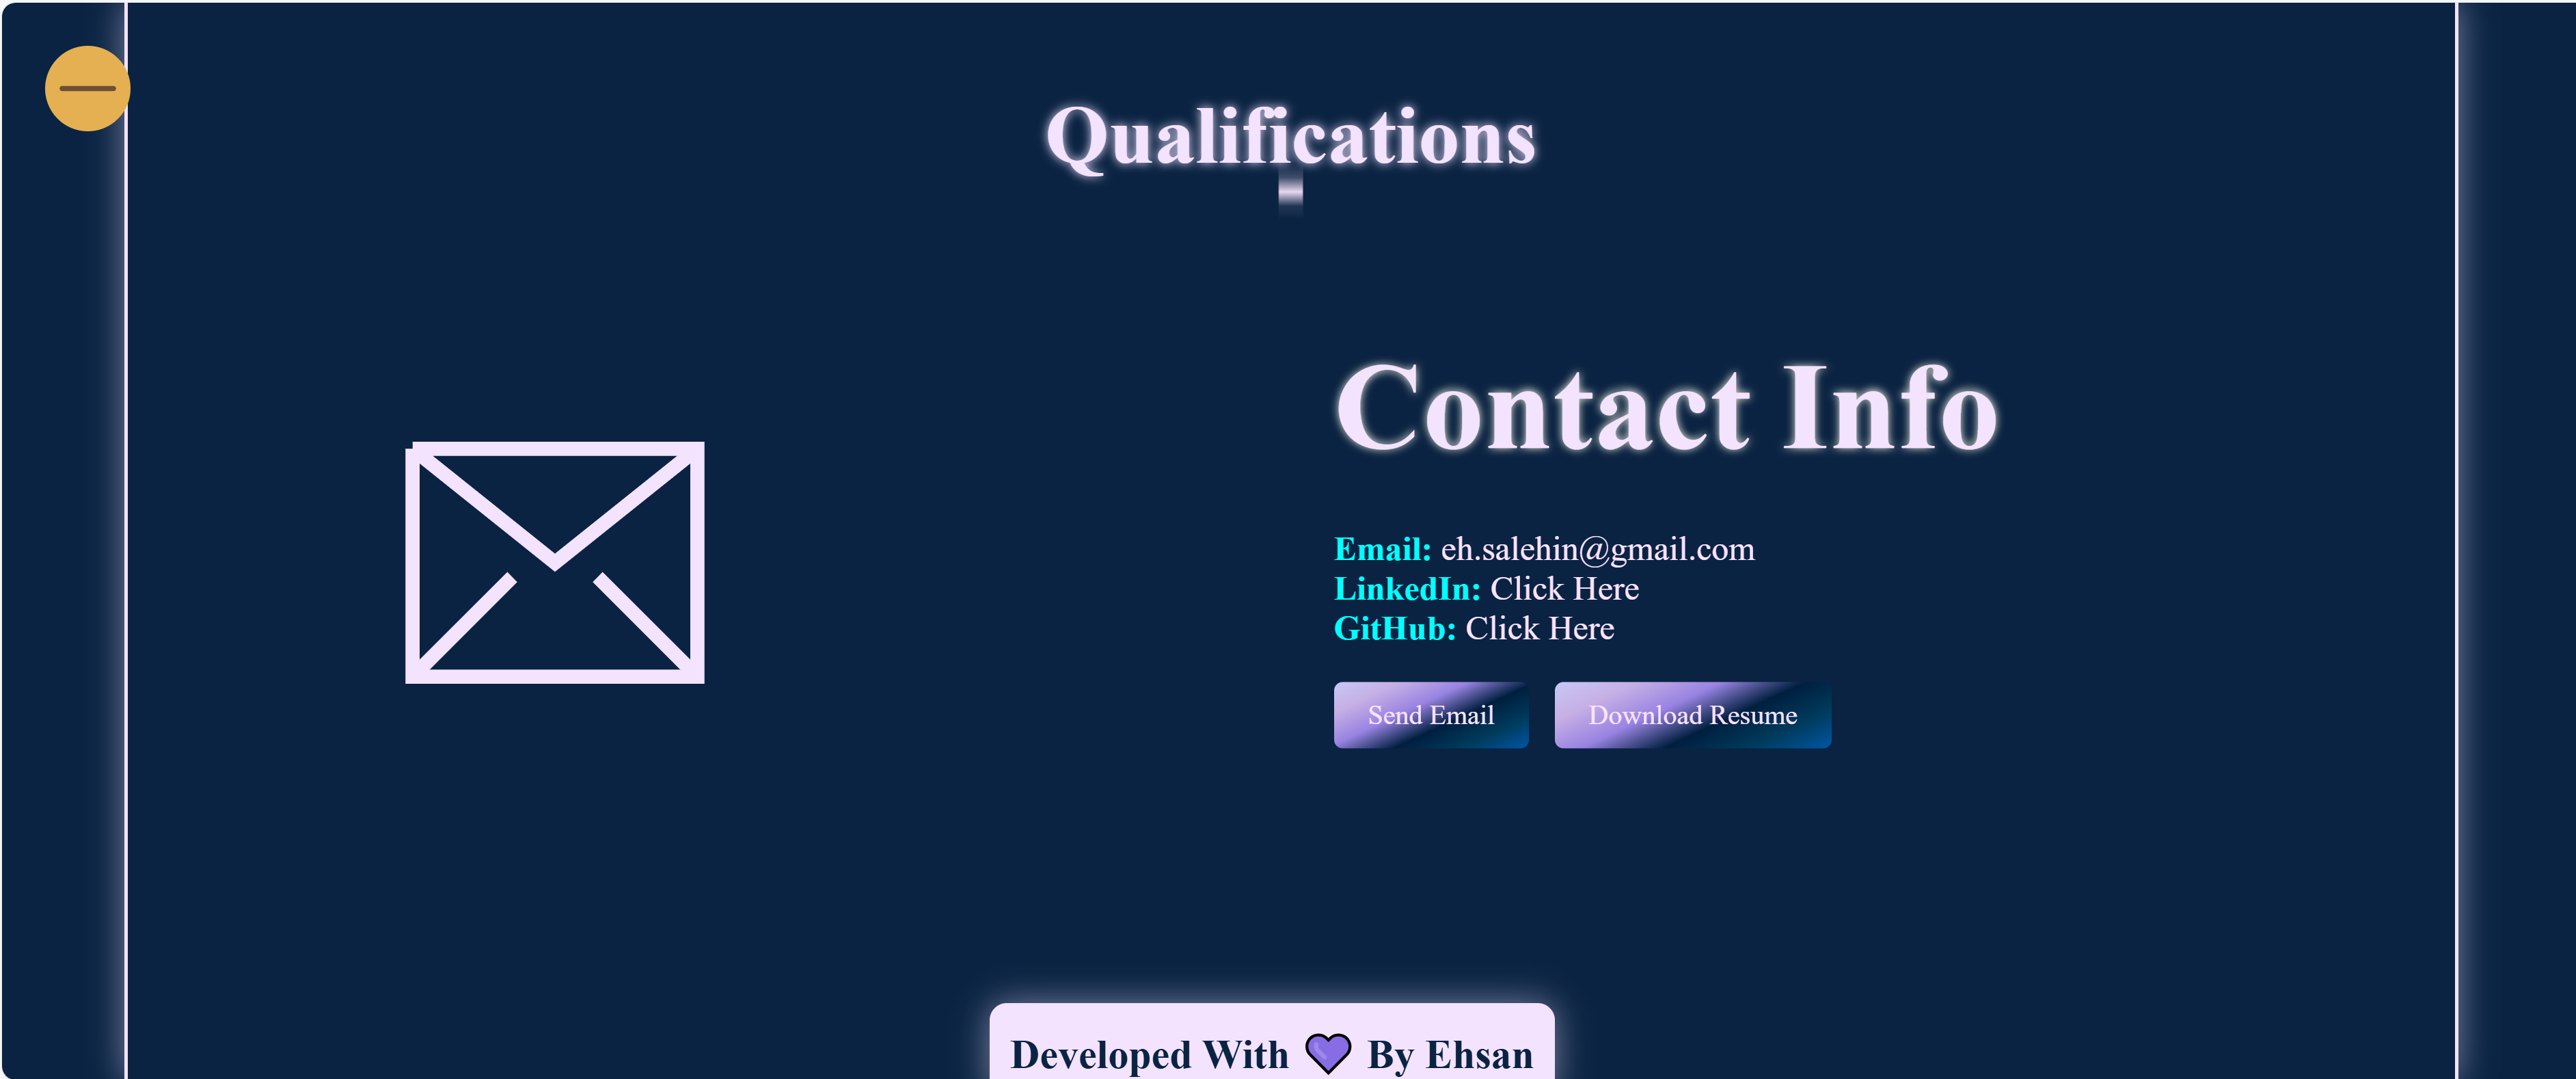 Qualifications
Contact Info
Email: eh.salehin@gmail.com
LinkedIn: Click Here
GitHub: Click Here
Send Email
Download Resume
Developed With 💜 By Ehsan